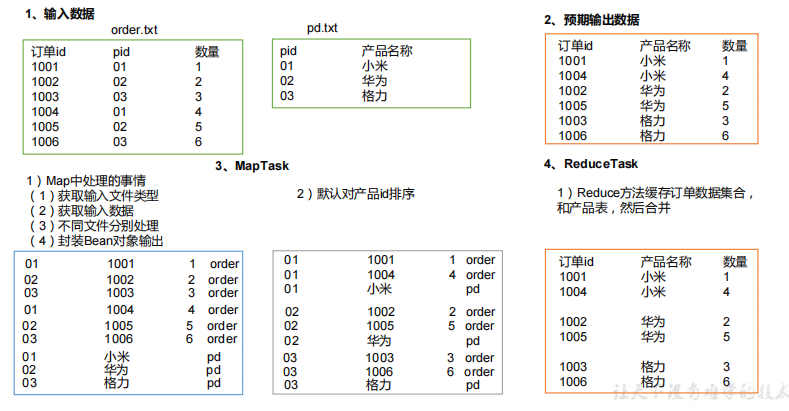 1、输入数据
order.txt
订单id pid 数量
1001 01 1
1002 02 2
1003 03 3
1004 01 4
1005 02 5
1006 03 6
pd.txt
pid 产品名称
01 小米
02 华为
03 格力
2、预期输出数据
订单id 产品名称 数量
1001 小米 1
1004 小米 4
1002 华为 2
1005 华为 5
1003 格力 3
1006 格力 6
3、MapTask
1）Map中处理的事情
（1）获取输入文件类型
（2）获取输入数据
（3）不同文件分别处理
（4）封装Bean对象输出
01 1001 1 order
02 1002 2 order
03 1003 3 order
01 1004 4 order
02 1005 5 order
03 1006 6 order
01 小米 pd
02 华为 pd
03 格力 pd
2）默认对产品id排序
01 1001 1 order
01 1004 4 order
01 小米 pd
02 1002 2 order
02 1005 5 order
02 华为 pd
03 1003 3 order
03 1006 6 order
03 格力 pd
4、ReduceTask
1）Reduce方法缓存订单数据集合，
和产品表，然后合并
订单id 产品名称 数量
1001 小米 1
1004 小米 4
1002 华为 2
1005 华为 5
1003 格力 3
1006 格力 6
让天下没有难学的技术